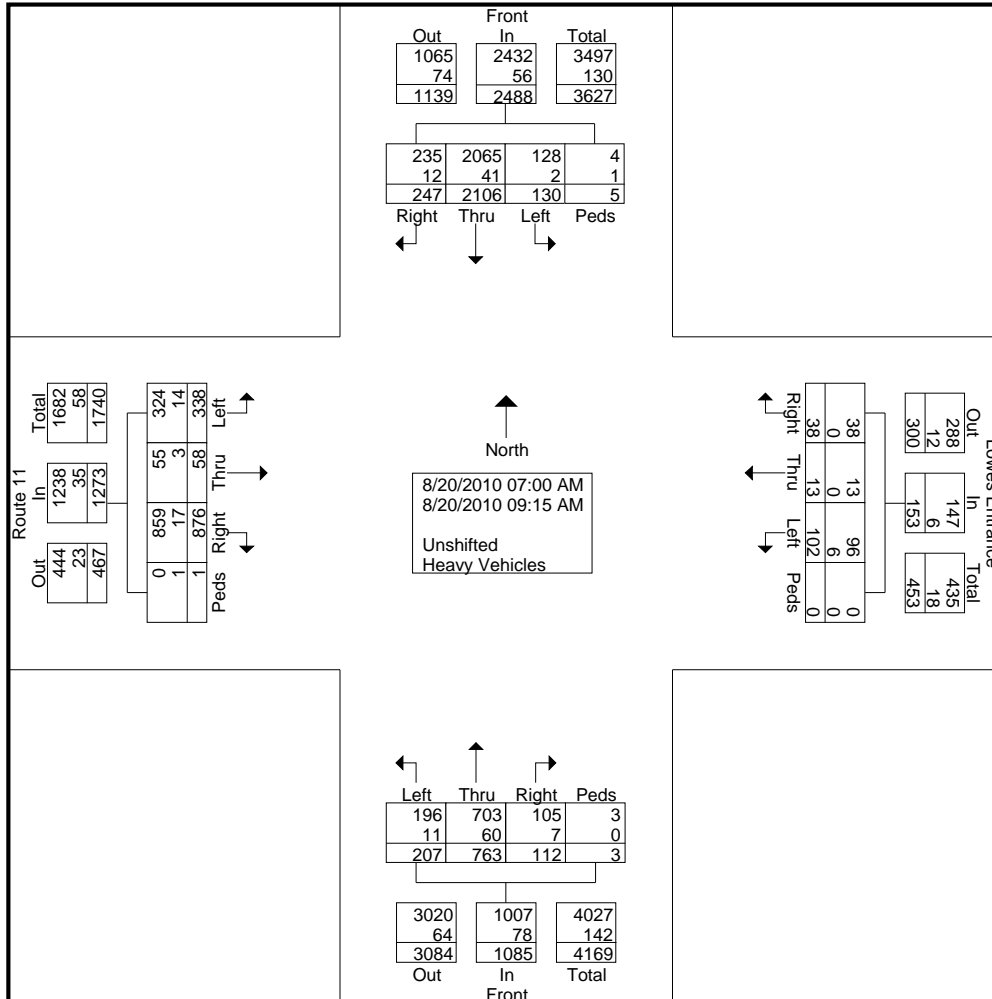 Front
Out In Total
1065 2432 3497
74 56 130
1139 2488 3627
235 2065 128 4
12 41 2 1
247 2106 130 5
Right Thru Left Peds
Route 11
Total In Out
1682 1238 444
58 35 23
1740 1273 467
324 55 859 0
14 3 17 1
338 58 876 1
Left Thru Right Peds
North
8/20/2010 07:00 AM
8/20/2010 09:15 AM
Unshifted
Heavy Vehicles
Right Thru Left Peds
38 13 102 0
0 0 6 0
38 13 96 0
300 153 453
12 6 18
288 147 435
Out In Total
Lowes Entrance
Left Thru Right Peds
196 703 105 3
11 60 7 0
207 763 112 3
3020 1007 4027
64 78 142
3084 1085 4169
Out In Total
Front